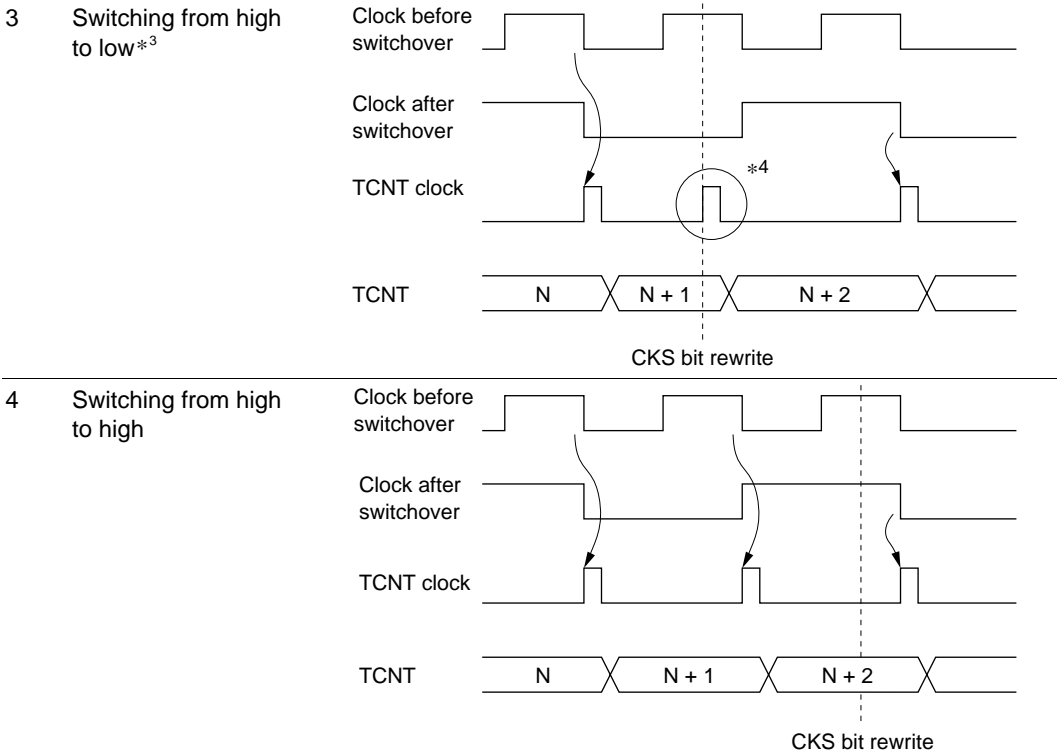 3 Switching from high
to low*3
Clock before
switchover
Clock after
switchover
TCNT clock
*4
TCNT
N
N + 1
N + 2
CKS bit rewrite
4 Switching from high
to high
Clock before
switchover
Clock after
switchover
TCNT clock
TCNT
N
N + 1
N + 2
CKS bit rewrite